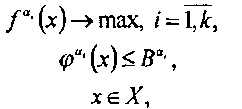 f^{α_i}(x) → max, i = \overline{1,k},
φ^{α_i}(x) ≤ B^{α_i},
x ∈ X,